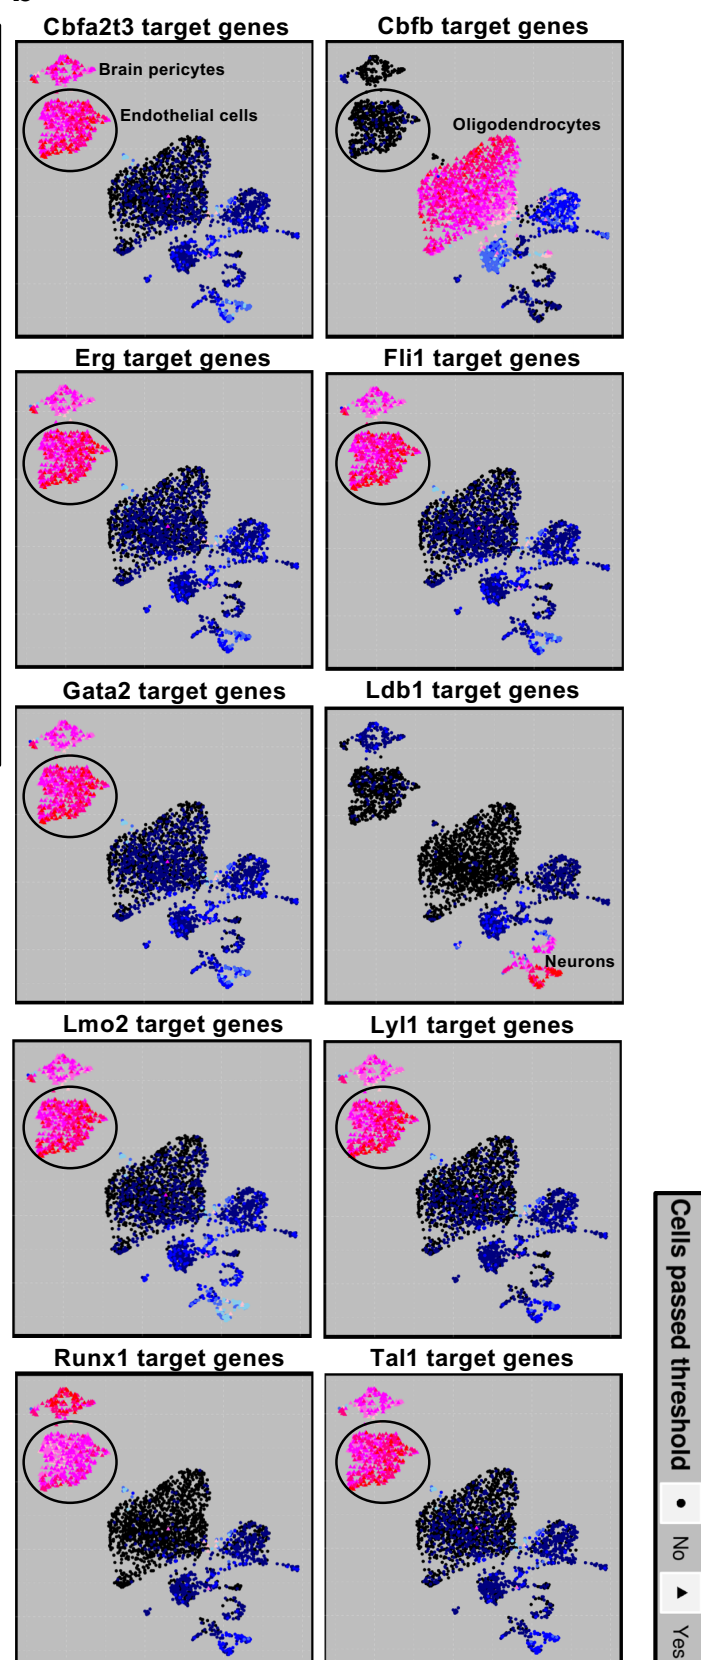 Cbfa2t3 target genes
Cbfb target genes
Brain pericytes
Endothelial cells
Oligodendrocytes
Erg target genes
Fli1 target genes
Gata2 target genes
Ldb1 target genes
Neurons
Lmo2 target genes
Lyl1 target genes
Runx1 target genes
Tal1 target genes
Cells passed threshold
No
Yes